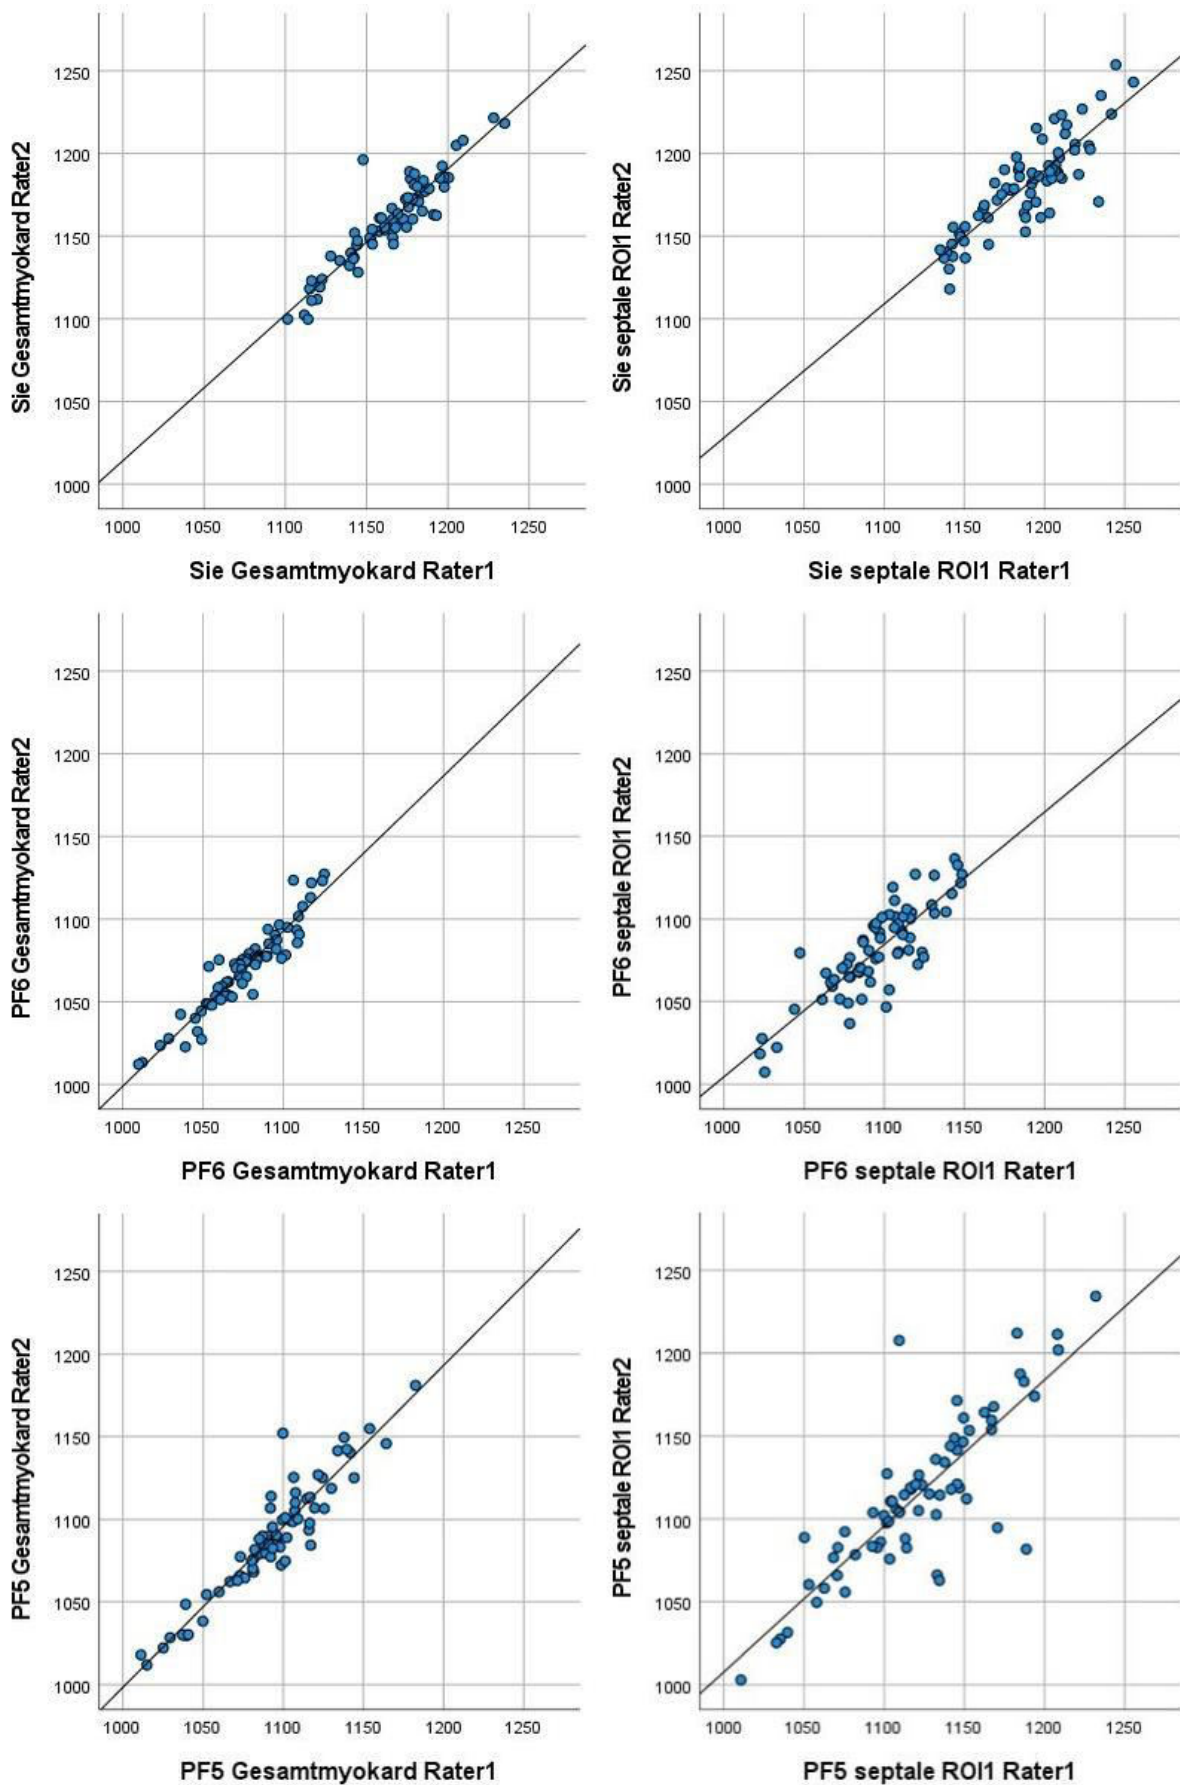 Sie Gesamtmyokard Rater2
1250
1200
1150
1100
1050
1000
1000 1050 1100 1150 1200 1250
Sie Gesamtmyokard Rater1
Sie septale ROI1 Rater2
1250
1200
1150
1100
1050
1000
1000 1050 1100 1150 1200 1250
Sie septale ROI1 Rater1
PF6 Gesamtmyokard Rater2
1250
1200
1150
1100
1050
1000
1000 1050 1100 1150 1200 1250
PF6 Gesamtmyokard Rater1
PF6 septale ROI1 Rater2
1250
1200
1150
1100
1050
1000
1000 1050 1100 1150 1200 1250
PF6 septale ROI1 Rater1
PF5 Gesamtmyokard Rater2
1250
1200
1150
1100
1050
1000
1000 1050 1100 1150 1200 1250
PF5 Gesamtmyokard Rater1
PF5 septale ROI1 Rater2
1250
1200
1150
1100
1050
1000
1000 1050 1100 1150 1200 1250
PF5 septale ROI1 Rater1